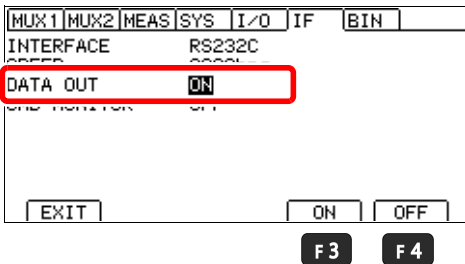 MUX1 MUX2 MEAS SYS I/O IF BIN
INTERFACE RS232C
DATA OUT ON
EXIT ON OFF
F3 F4